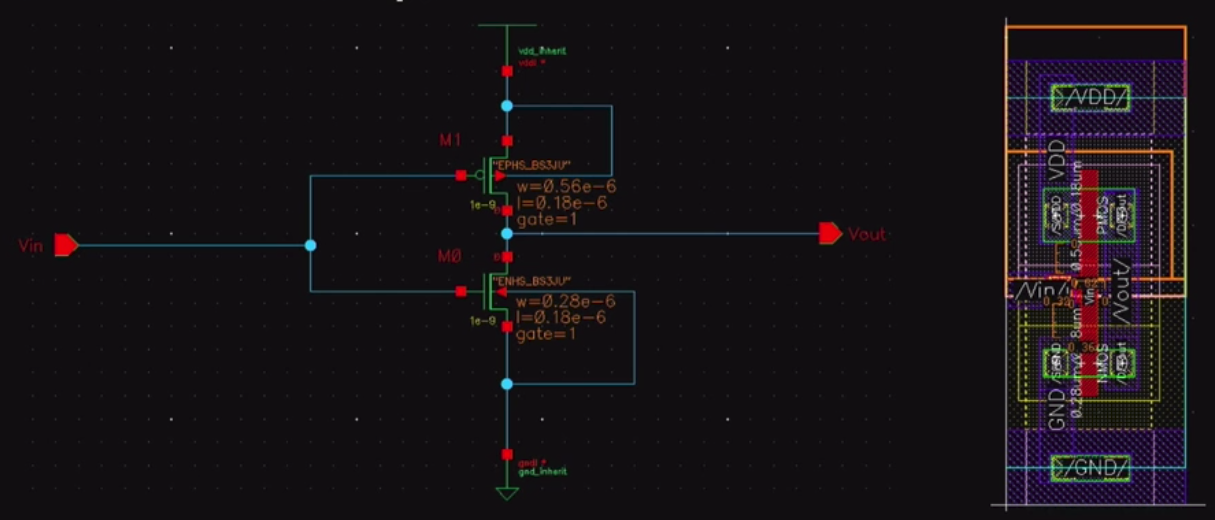 vdd_inherit
vdd! *
M1
"EPHS_BS3JU"
w=0.56e-6
l=0.18e-6
gate=1
1e-9
Vin
Vout
M0
"ENHS_BS3JU"
w=0.28e-6
l=0.18e-6
gate=1
1e-9
gnd! *
gnd_inherit
/VDD/
VDD
PMOS
/Vin/
Vin
/Vout/
NMOS
GND
/GND/